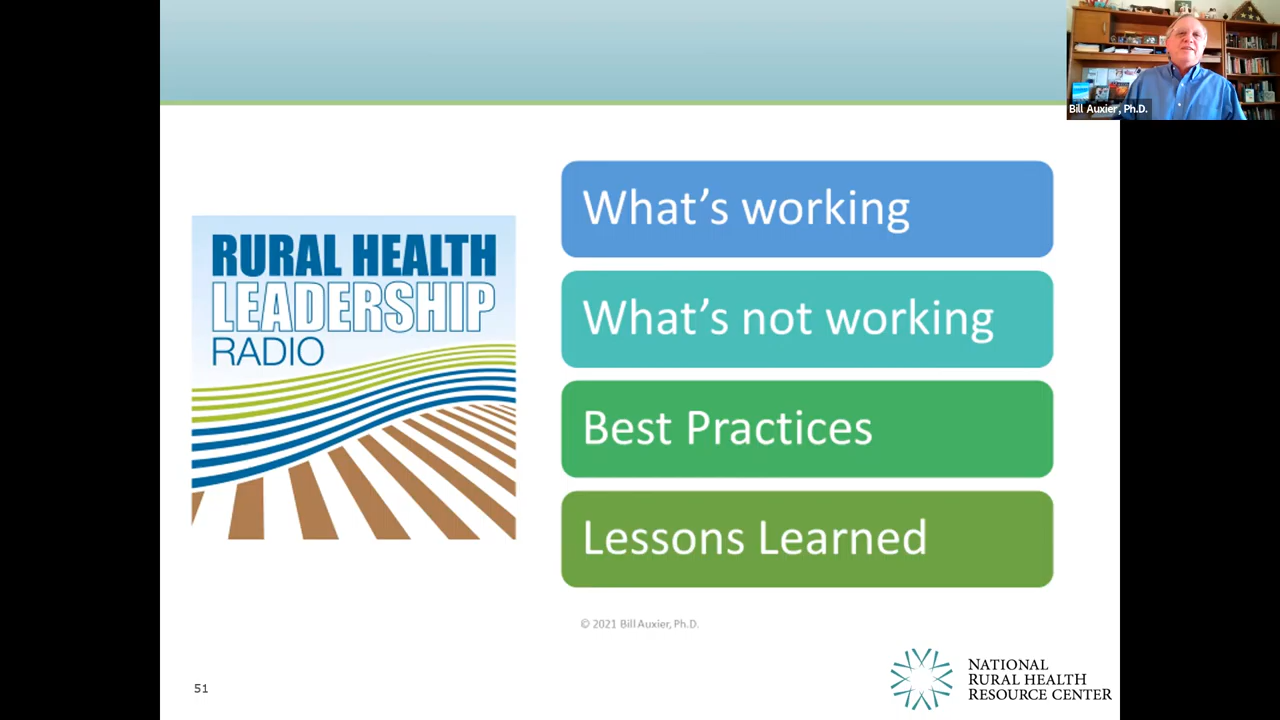 Bill Auxier, Ph.D.
RURAL HEALTH
LEADERSHIP
RADIO
What's working
What's not working
Best Practices
Lessons Learned
© 2021 Bill Auxier, Ph.D.
51
NATIONAL
RURAL HEALTH
RESOURCE CENTER